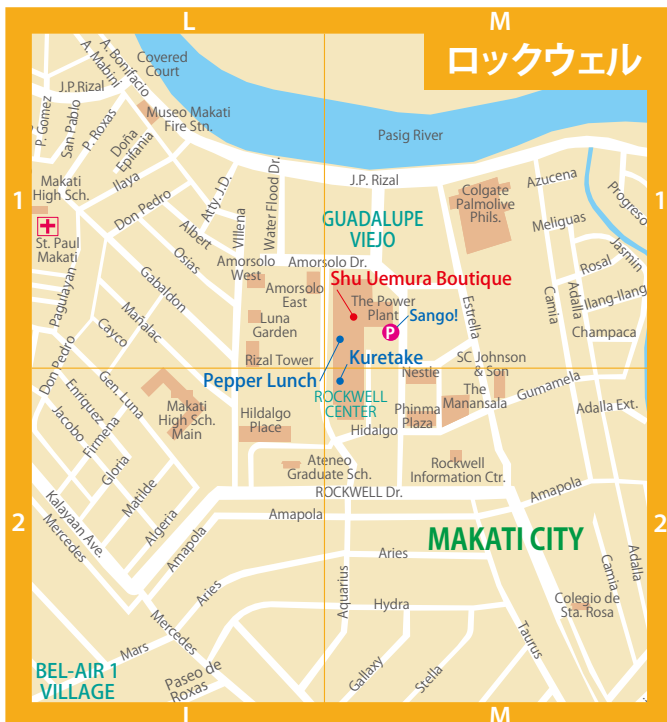 L
M
ロックウェル
1
1
2
2
L
M
Covered
Court
A. Bonifacio
A. Mabini
J.P.Rizal
P. Gomez
San Pablo
P. Roxas
Doña
Epifania
Museo Makati
Fire Stn.
Pasig River
Makati
High Sch.
Ilaya
St. Paul
Makati
Don Pedro
Albert
Atty. J.D.
Osias
VIllena
Water Flood Dr.
J.P. Rizal
GUADALUPE
VIEJO
Colgate
Palmolive
Phils.
Azucena
Meliguas
Progreso
Jasmin
Rosal
Ilang-Ilang
Champaca
Camia
Adalla
Estrella
Pagulayan
Gabaldon
Mañalac
Cayco
Don Pedro
Amorsolo
West
Amorsolo Dr.
Amorsolo
East
Luna
Garden
Rizal Tower
Shu Uemura Boutique
The Power
Plant
Sango!
P
Kuretake
Pepper Lunch
ROCKWELL
CENTER
Nestle
SC Johnson
& Son
The
Manansala
Gumamela
Adalla Ext.
Phinma
Plaza
Hidalgo
Hildalgo
Place
Makati
High Sch.
Main
Gen. Luna
Enriquez
Jacobo
Firmena
Gloria
Matilde
Algeria
Kalayaan Ave.
Mercedes
Ateneo
Graduate Sch.
Rockwell
Information Ctr.
ROCKWELL Dr.
Amapola
Amapola
Amapola
MAKATI CITY
Aries
Aries
Aquarius
Hydra
Camia
Adalla
Colegio de
Sta. Rosa
Taurus
Mercedes
Mars
Paseo de
Roxas
Gallaxy
Stella
BEL-AIR 1
VILLAGE